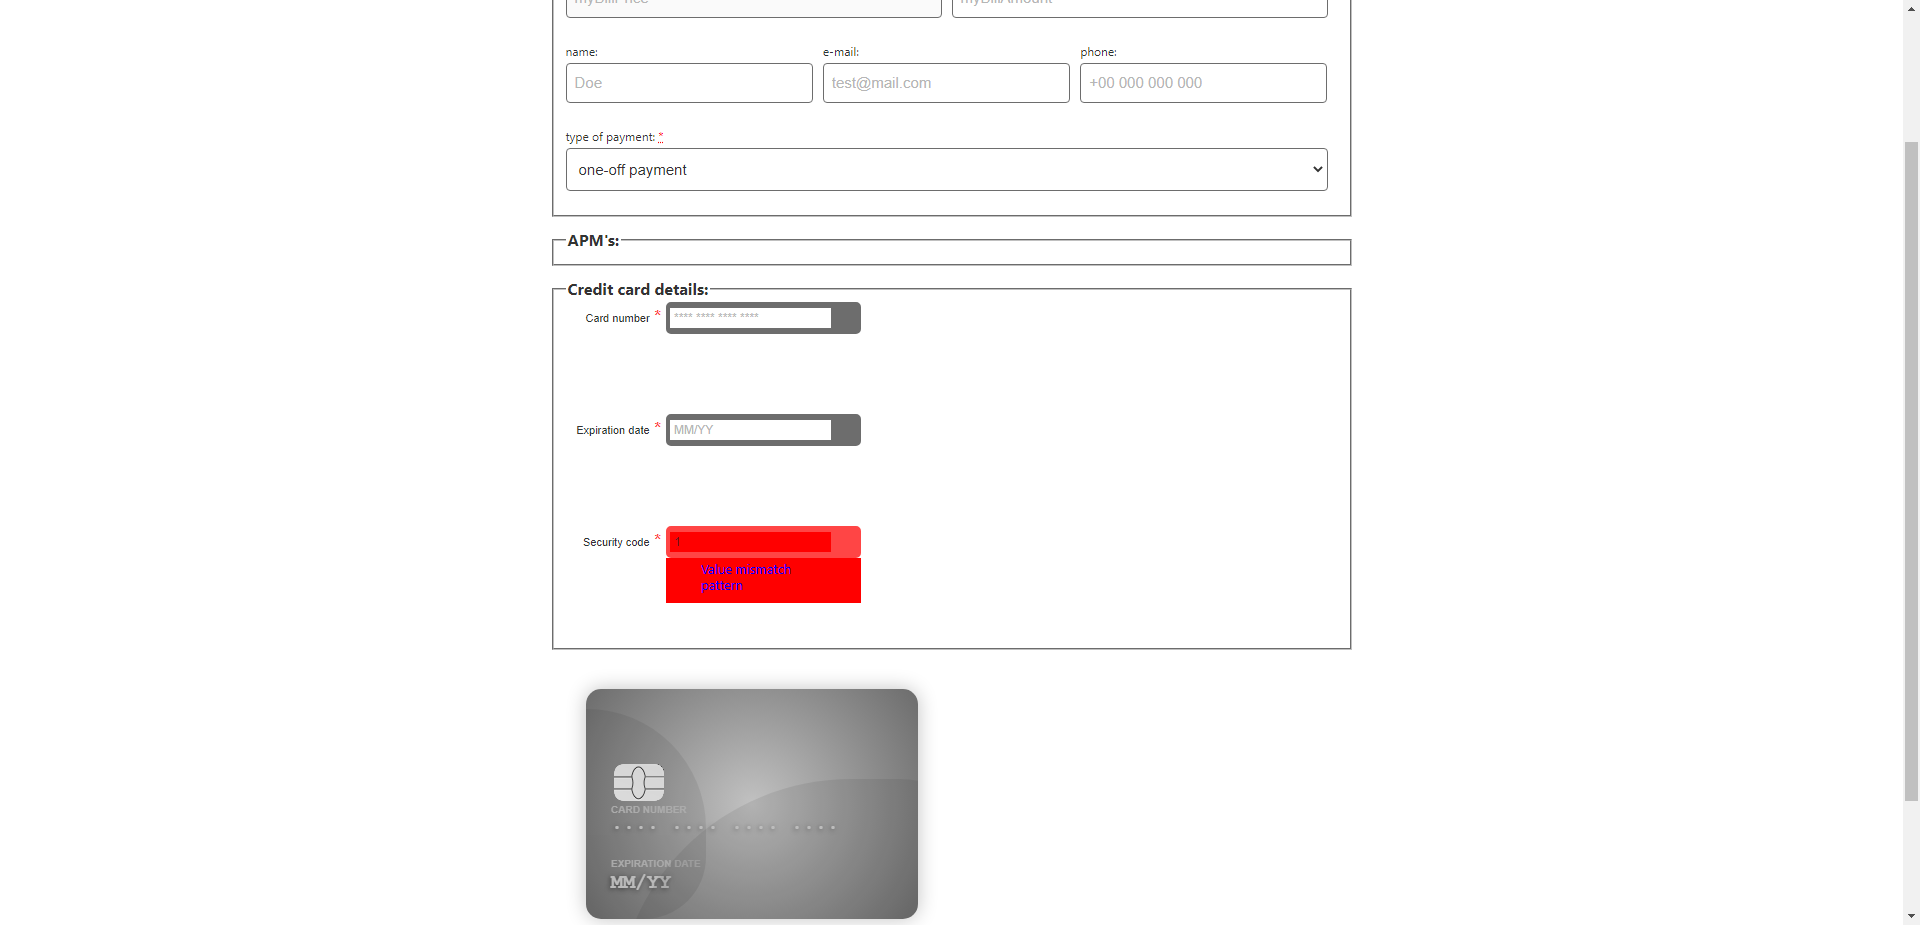 myBillPrice
myBillAmount
name:
e-mail:
phone:
Doe
test@mail.com
+00 000 000 000
type of payment: *
one-off payment
APM's:
Credit card details:
Card number *
**** **** **** ****
Expiration date *
MM/YY
Security code *
1
Value mismatch
pattern
CARD NUMBER
•••• •••• •••• ••••
EXPIRATION DATE
MM/YY